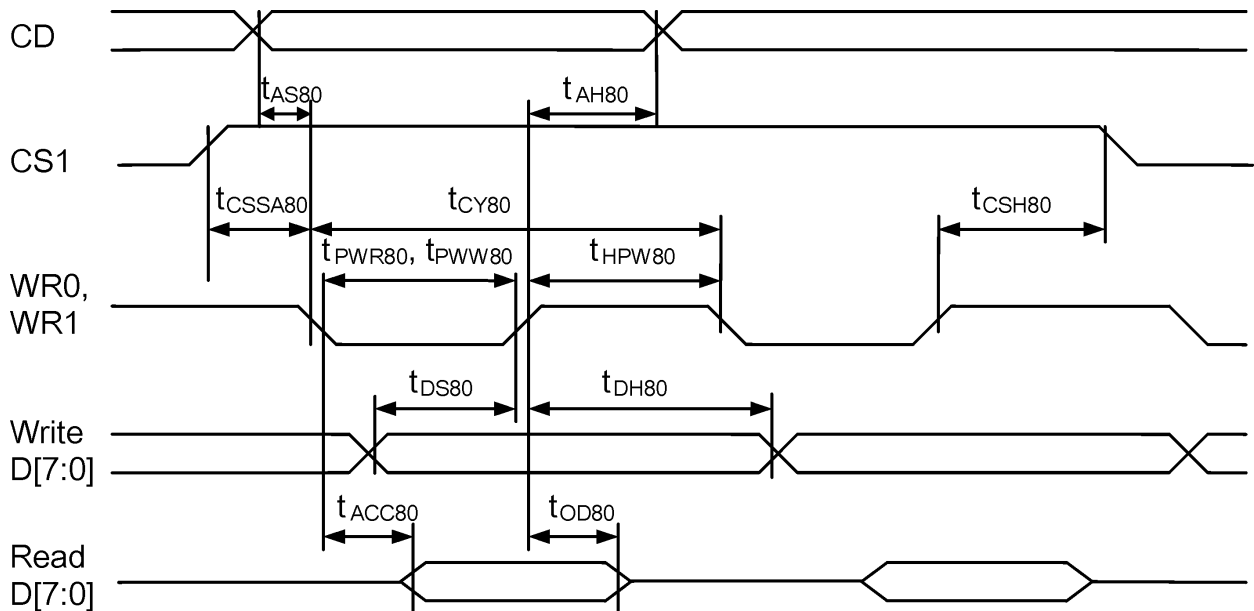 CD
tAS80
tAH80
CS1
tCSSA80
tCY80
tCSH80
tPWR80, tPWW80
tHPW80
WR0,
WR1
tDS80
tDH80
Write
D[7:0]
tACC80
tOD80
Read
D[7:0]